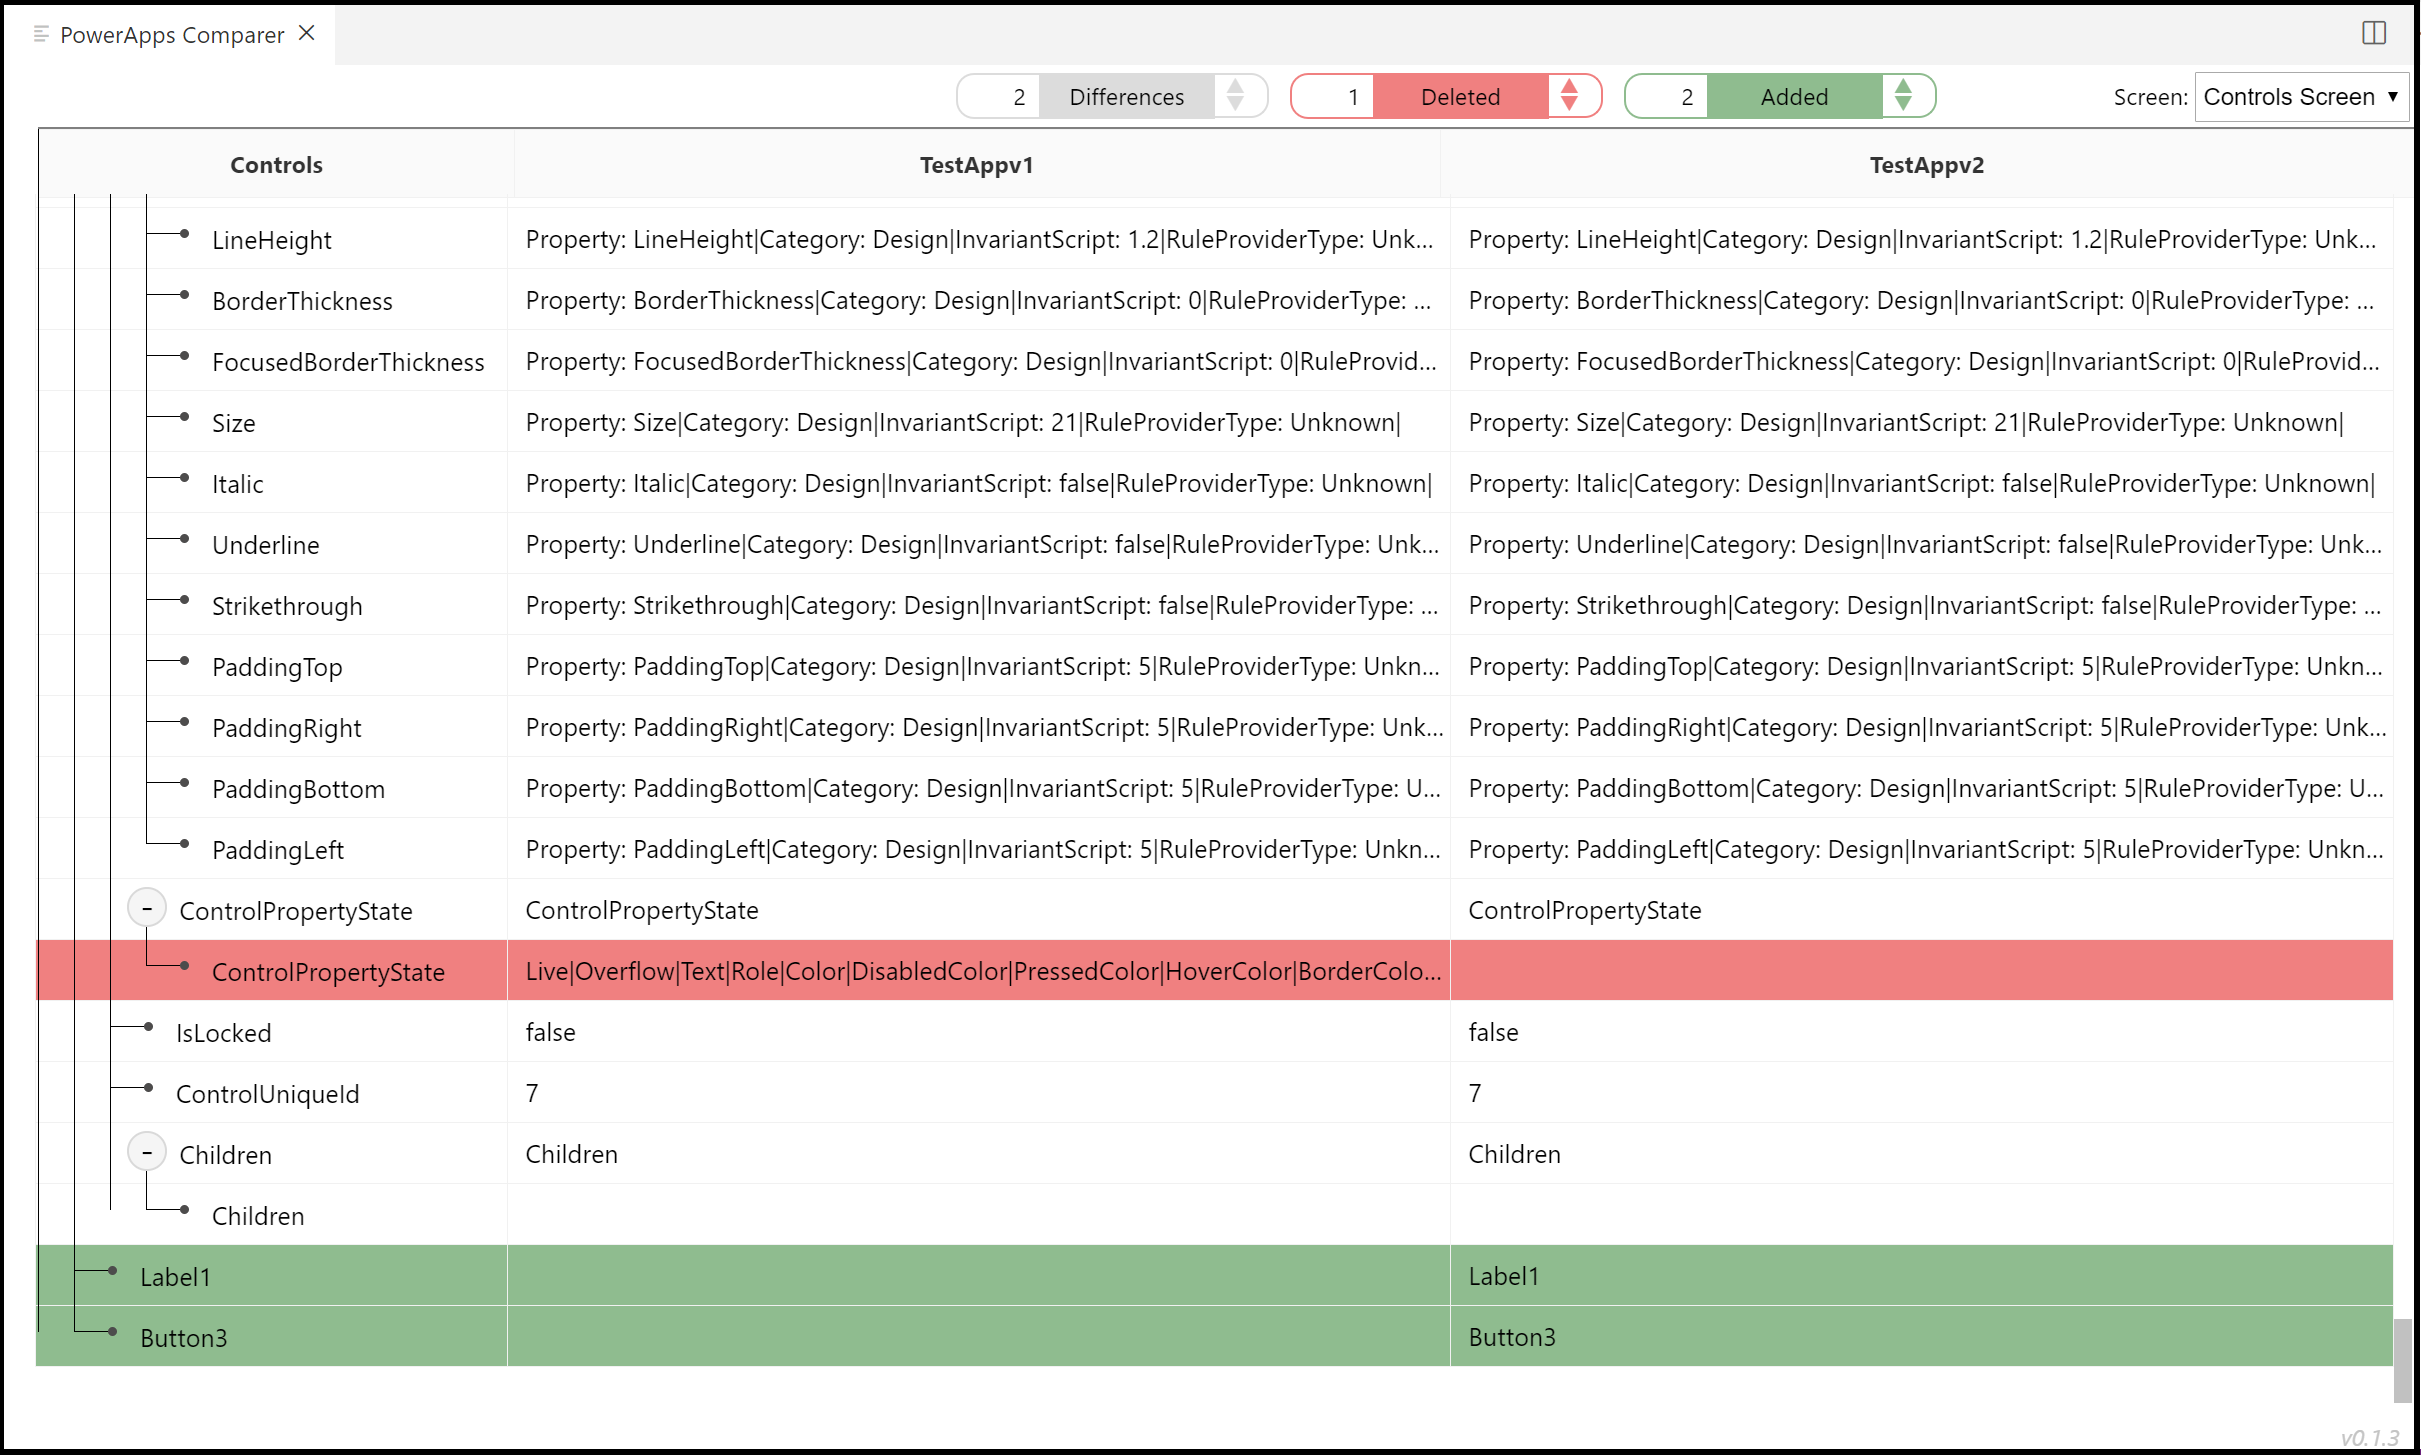 PowerApps Comparer
2 Differences 1 Deleted 2 Added Screen: Controls Screen
Controls TestAppv1 TestAppv2
LineHeight Property: LineHeight|Category: Design|InvariantScript: 1.2|RuleProviderType: Unk... Property: LineHeight|Category: Design|InvariantScript: 1.2|RuleProviderType: Unk...
BorderThickness Property: BorderThickness|Category: Design|InvariantScript: 0|RuleProviderType: ... Property: BorderThickness|Category: Design|InvariantScript: 0|RuleProviderType: ...
FocusedBorderThickness Property: FocusedBorderThickness|Category: Design|InvariantScript: 0|RuleProvid... Property: FocusedBorderThickness|Category: Design|InvariantScript: 0|RuleProvid...
Size Property: Size|Category: Design|InvariantScript: 21|RuleProviderType: Unknown| Property: Size|Category: Design|InvariantScript: 21|RuleProviderType: Unknown|
Italic Property: Italic|Category: Design|InvariantScript: false|RuleProviderType: Unknown| Property: Italic|Category: Design|InvariantScript: false|RuleProviderType: Unknown|
Underline Property: Underline|Category: Design|InvariantScript: false|RuleProviderType: Unk... Property: Underline|Category: Design|InvariantScript: false|RuleProviderType: Unk...
Strikethrough Property: Strikethrough|Category: Design|InvariantScript: false|RuleProviderType: ... Property: Strikethrough|Category: Design|InvariantScript: false|RuleProviderType: ...
PaddingTop Property: PaddingTop|Category: Design|InvariantScript: 5|RuleProviderType: Unkn... Property: PaddingTop|Category: Design|InvariantScript: 5|RuleProviderType: Unkn...
PaddingRight Property: PaddingRight|Category: Design|InvariantScript: 5|RuleProviderType: Unk... Property: PaddingRight|Category: Design|InvariantScript: 5|RuleProviderType: Unk...
PaddingBottom Property: PaddingBottom|Category: Design|InvariantScript: 5|RuleProviderType: U... Property: PaddingBottom|Category: Design|InvariantScript: 5|RuleProviderType: U...
PaddingLeft Property: PaddingLeft|Category: Design|InvariantScript: 5|RuleProviderType: Unkn... Property: PaddingLeft|Category: Design|InvariantScript: 5|RuleProviderType: Unkn...
- ControlPropertyState ControlPropertyState ControlPropertyState
ControlPropertyState Live|Overflow|Text|Role|Color|DisabledColor|PressedColor|HoverColor|BorderColo...
IsLocked false false
ControlUniqueId 7 7
- Children Children Children
Children
Label1 Label1
Button3 Button3
v0.1.3